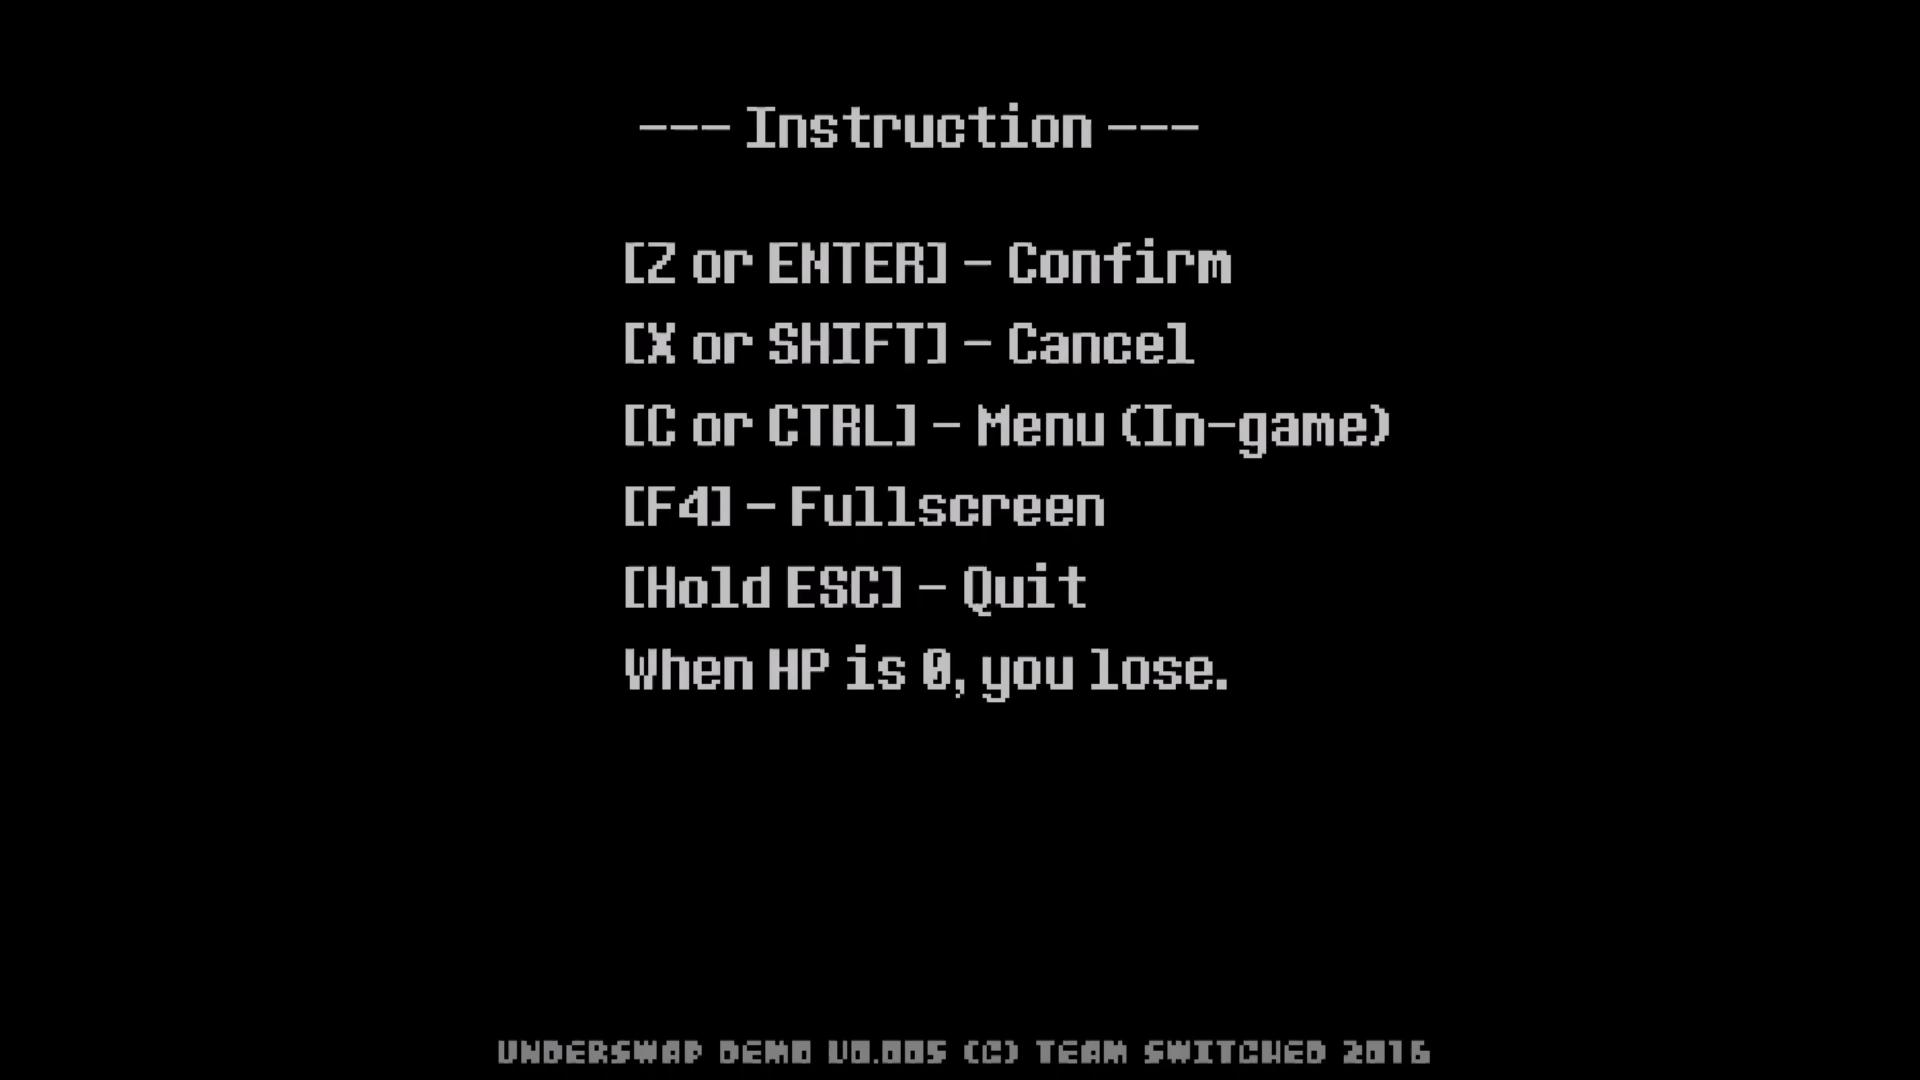 --- Instruction ---
[Z or ENTER] - Confirm
[X or SHIFT] - Cancel
[C or CTRL] - Menu (In-game)
[F4] - Fullscreen
[Hold ESC] - Quit
When HP is 0, you lose.
UNDERSWAP DEMO V0.005 (C) TEAM SWITCHED 2016